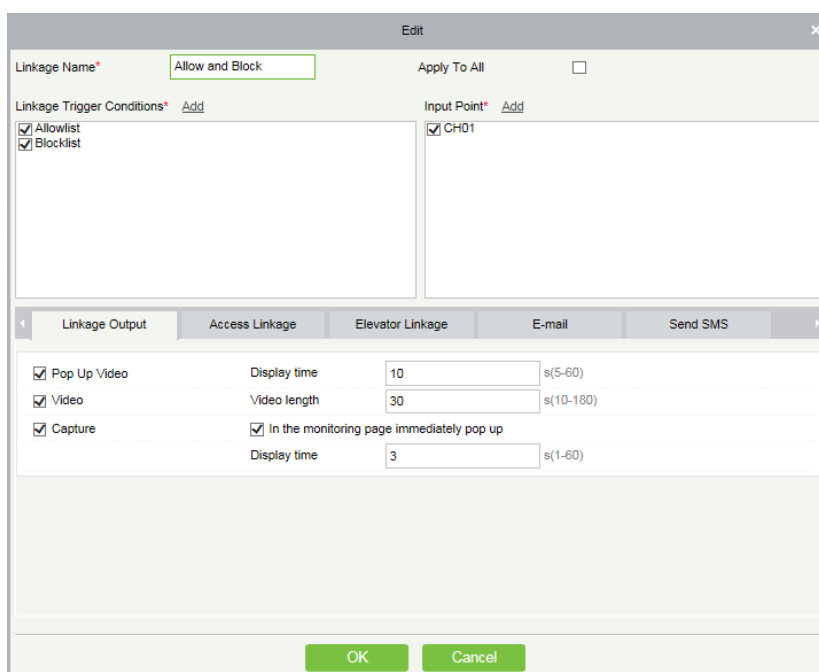 Edit
Linkage Name* Allow and Block Apply To All
Linkage Trigger Conditions* Add Input Point* Add
Allowlist CH01
Blocklist
Linkage Output Access Linkage Elevator Linkage E-mail Send SMS
Pop Up Video Display time 10 s(5-60)
Video Video length 30 s(10-180)
Capture In the monitoring page immediately pop up
Display time 3 s(1-60)
OK Cancel